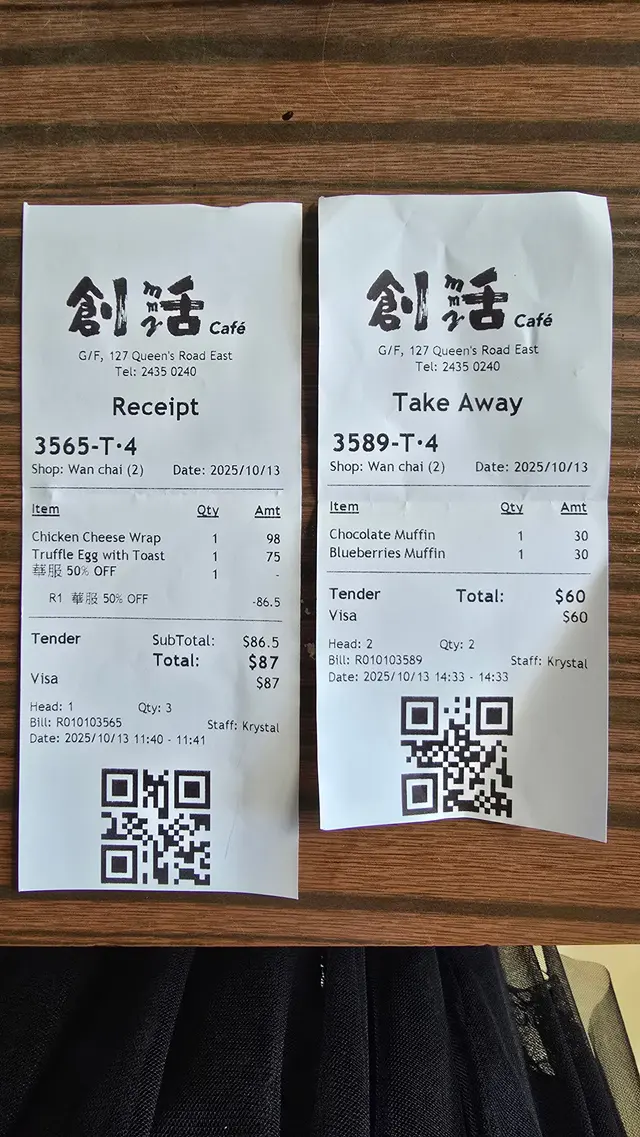 創活 Café
G/F, 127 Queen's Road East
Tel: 2435 0240
Receipt
3565-T·4
Shop: Wan chai (2) Date: 2025/10/13
Item Qty Amt
Chicken Cheese Wrap 1 98
Truffle Egg with Toast 1 75
華服 50% OFF 1 -
R1 華服 50% OFF -86.5
Tender SubTotal: $86.5
Total: $87
Visa $87
Head: 1 Qty: 3
Bill: R010103565 Staff: Krystal
Date: 2025/10/13 11:40 - 11:41
創活 Café
G/F, 127 Queen's Road East
Tel: 2435 0240
Take Away
3589-T·4
Shop: Wan chai (2) Date: 2025/10/13
Item Qty Amt
Chocolate Muffin 1 30
Blueberries Muffin 1 30
Tender Total: $60
Visa $60
Head: 2 Qty: 2
Bill: R010103589 Staff: Krystal
Date: 2025/10/13 14:33 - 14:33